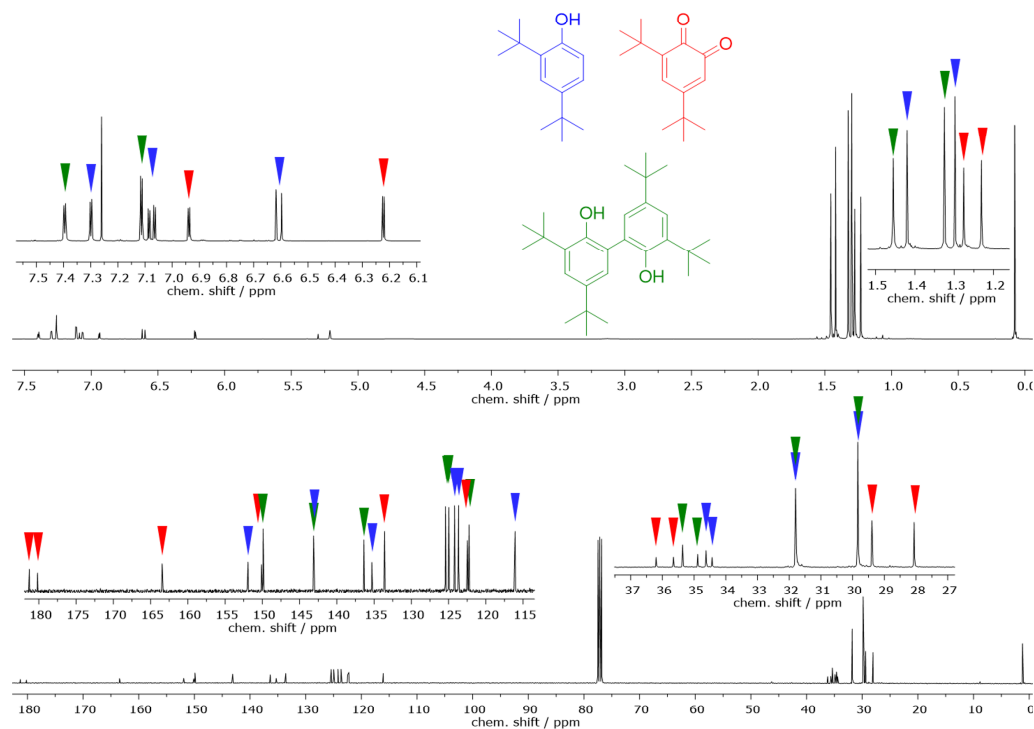 OH
O
O
OH
OH
7.5 7.4 7.3 7.2 7.1 7.0 6.9 6.8 6.7 6.6 6.5 6.4 6.3 6.2 6.1
chem. shift / ppm
1.5 1.4 1.3 1.2
chem. shift / ppm
7.5 7.0 6.5 6.0 5.5 5.0 4.5 4.0 3.5 3.0 2.5 2.0 1.5 1.0 0.5 0.0
chem. shift / ppm
180 175 170 165 160 155 150 145 140 135 130 125 120 115
chem. shift / ppm
37 36 35 34 33 32 31 30 29 28 27
chem. shift / ppm
180 170 160 150 140 130 120 110 100 90 80 70 60 50 40 30 20 10 0
chem. shift / ppm